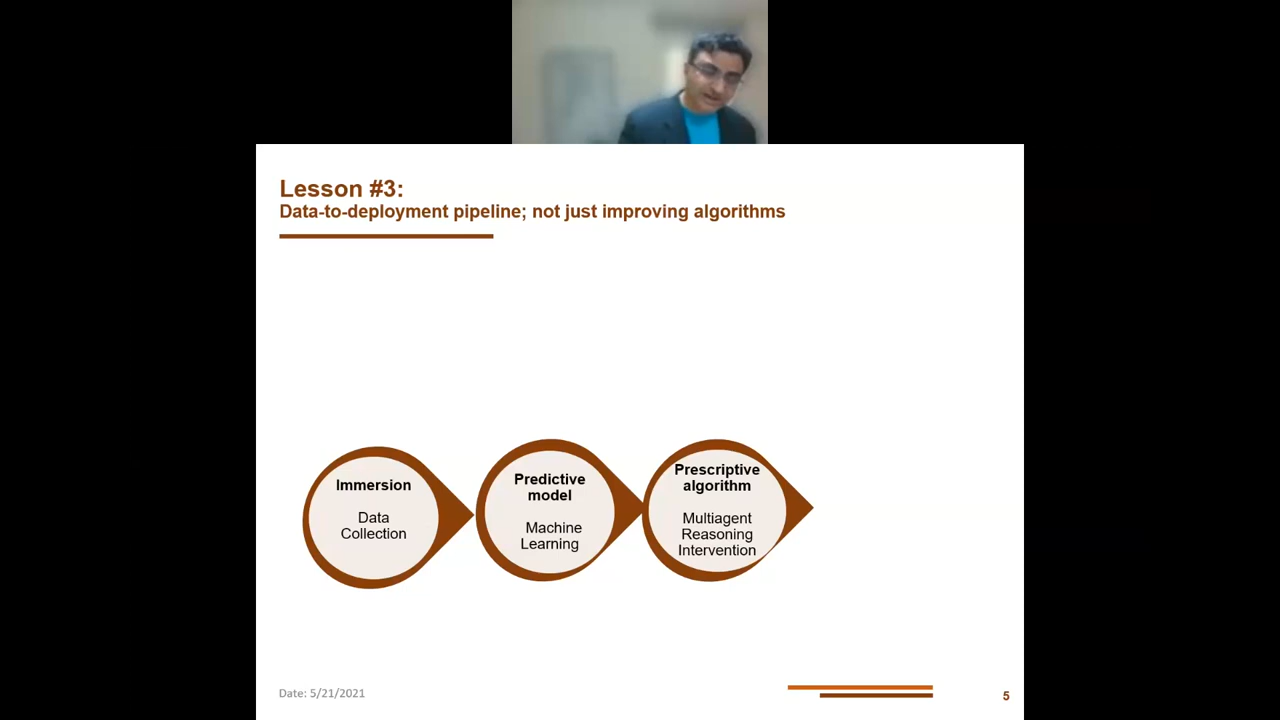 Lesson #3:
Data-to-deployment pipeline; not just improving algorithms
Immersion
Data
Collection
Predictive
model
Machine
Learning
Prescriptive
algorithm
Multiagent
Reasoning
Intervention
Date: 5/21/2021
5